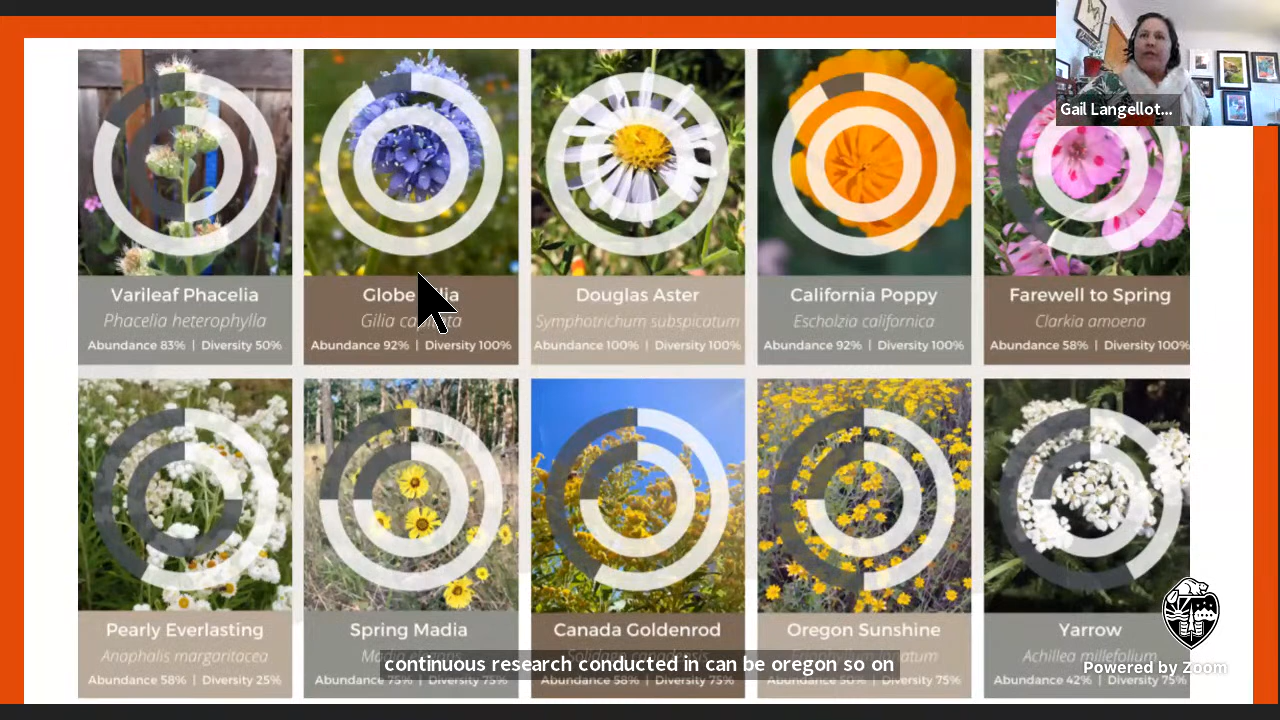 Gail Langellot...
Varileaf Phacelia
Phacelia heterophylla
Abundance 83% | Diversity 50%
Globe
Gilia
Abundance 92% | Diversity 100%
Douglas Aster
Symphotrichum subspicatum
Abundance 100% | Diversity 100%
California Poppy
Escholzia californica
Abundance 92% | Diversity 100%
Farewell to Spring
Clarkia amoena
Abundance 58% | Diversity 100%
Pearly Everlasting
Anaphalis margaritacea
Abundance 58% | Diversity 25%
Spring Madia
Abundance 75% | Diversity 75%
Canada Goldenrod
Solidago canadensis
Abundance 58% | Diversity 75%
Oregon Sunshine
Abundance 50% | Diversity 75%
Yarrow
Achillea millefolium
Abundance 42% | Diversity 75%
continuous research conducted in can be oregon so on
Powered by Zoom